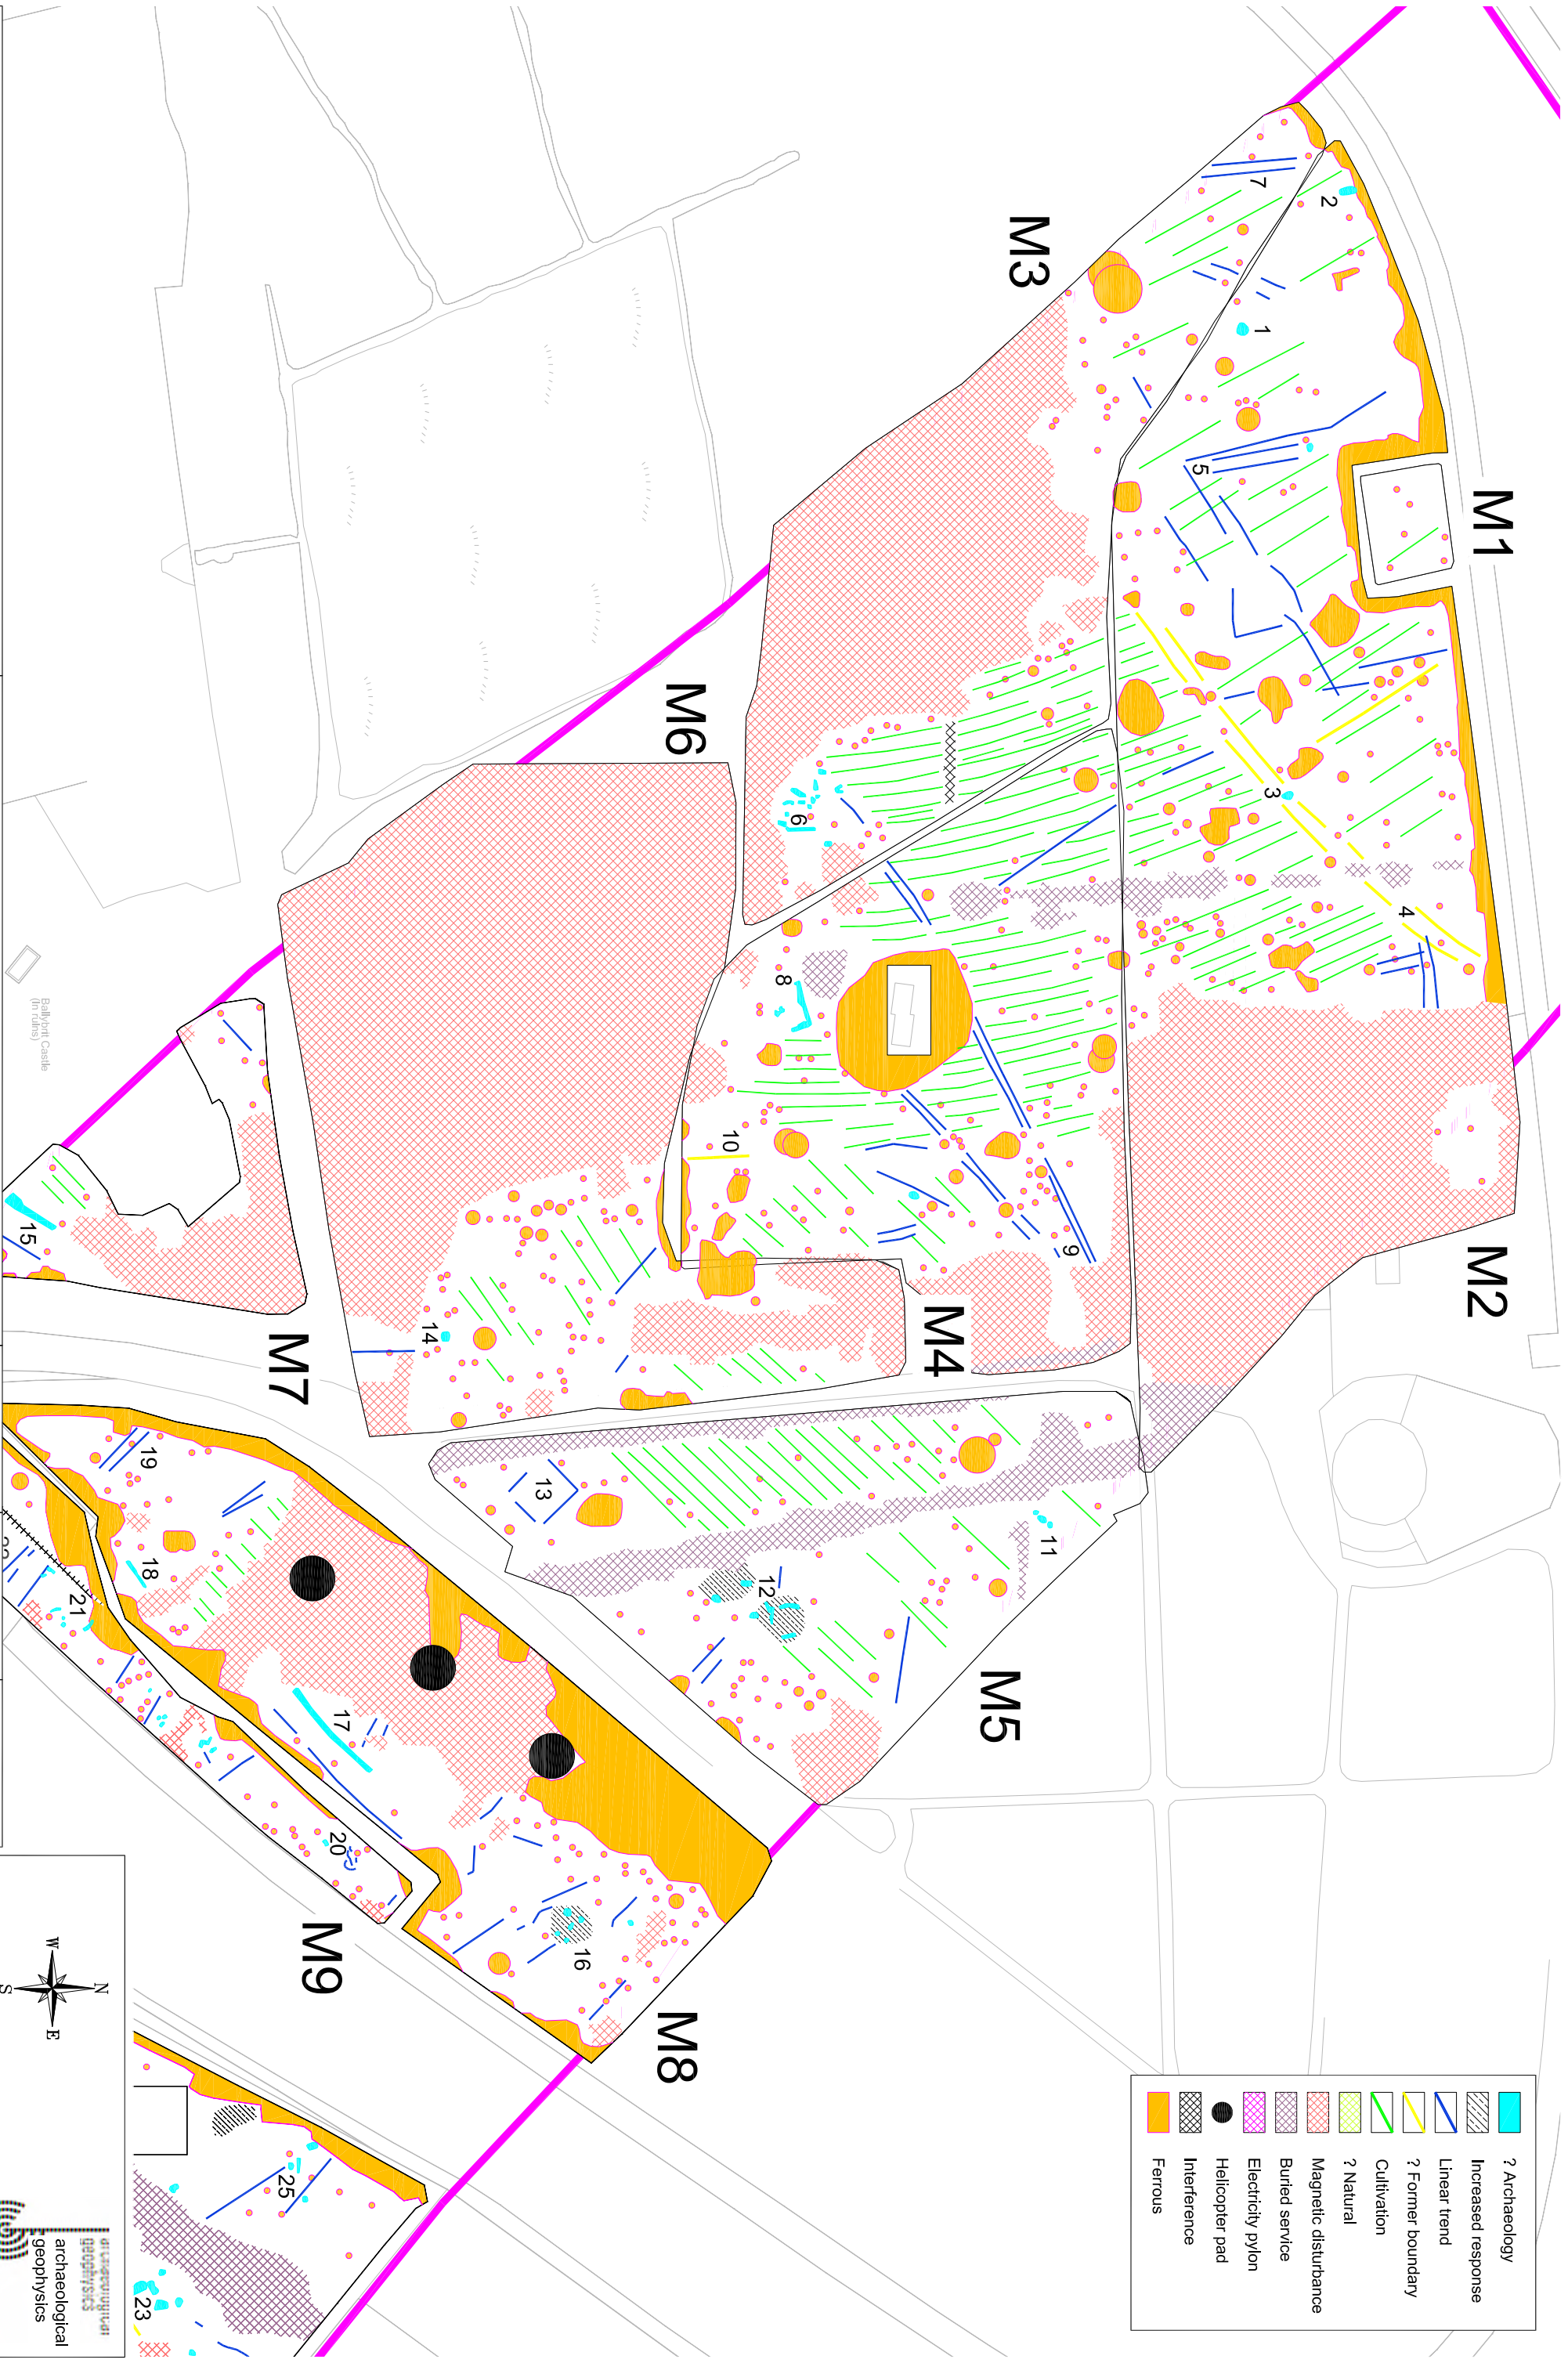 M1
M2
2
7
M3
1
5
3
4
6
M6
8
10
9
M4
Ballybrit Castle
(In ruins)
15
14
M7
13
11
12
M5
19
18
21
17
20
16
M9
M8
25
23
? Archaeology
Increased response
Linear trend
? Former boundary
Cultivation
? Natural
Magnetic disturbance
Buried service
Electricity pylon
Helicopter pad
Interference
Ferrous
N
W
E
S
archaeological
geophysics